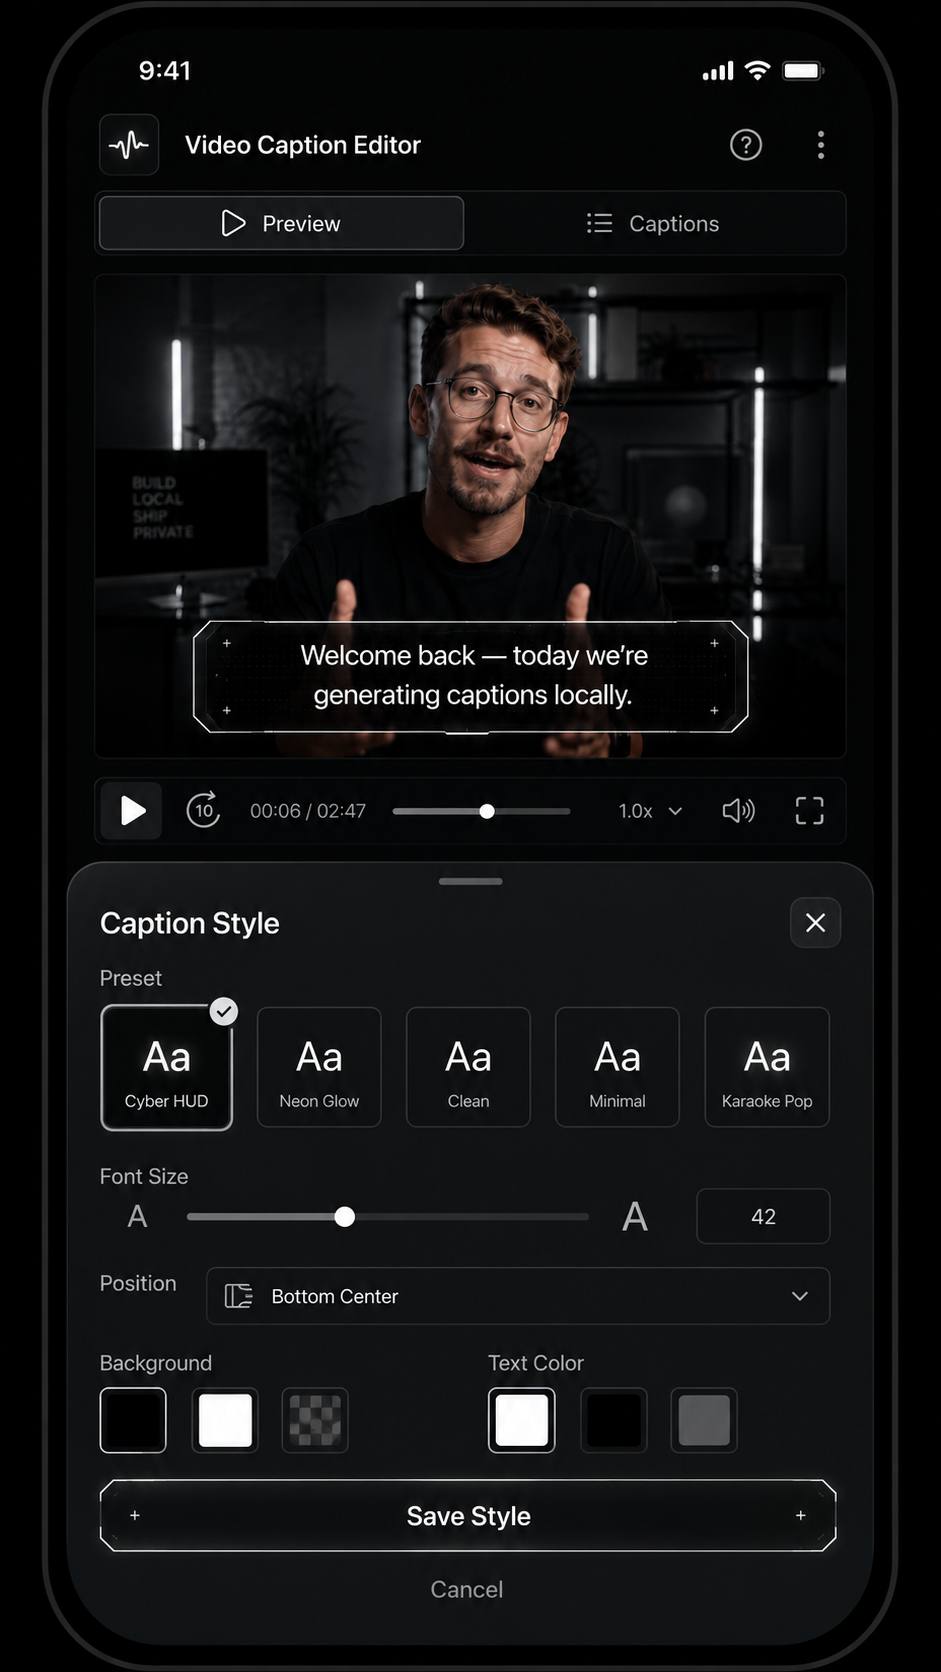 9:41
Video Caption Editor
?
Preview
Captions
BUILD
LOCAL
SHIP
PRIVATE
Welcome back — today we’re
generating captions locally.
10
00:06 / 02:47
1.0x
Caption Style
Preset
Aa
Cyber HUD
Aa
Neon Glow
Aa
Clean
Aa
Minimal
Aa
Karaoke Pop
Font Size
A
A
42
Position
Bottom Center
Background
Text Color
Save Style
Cancel